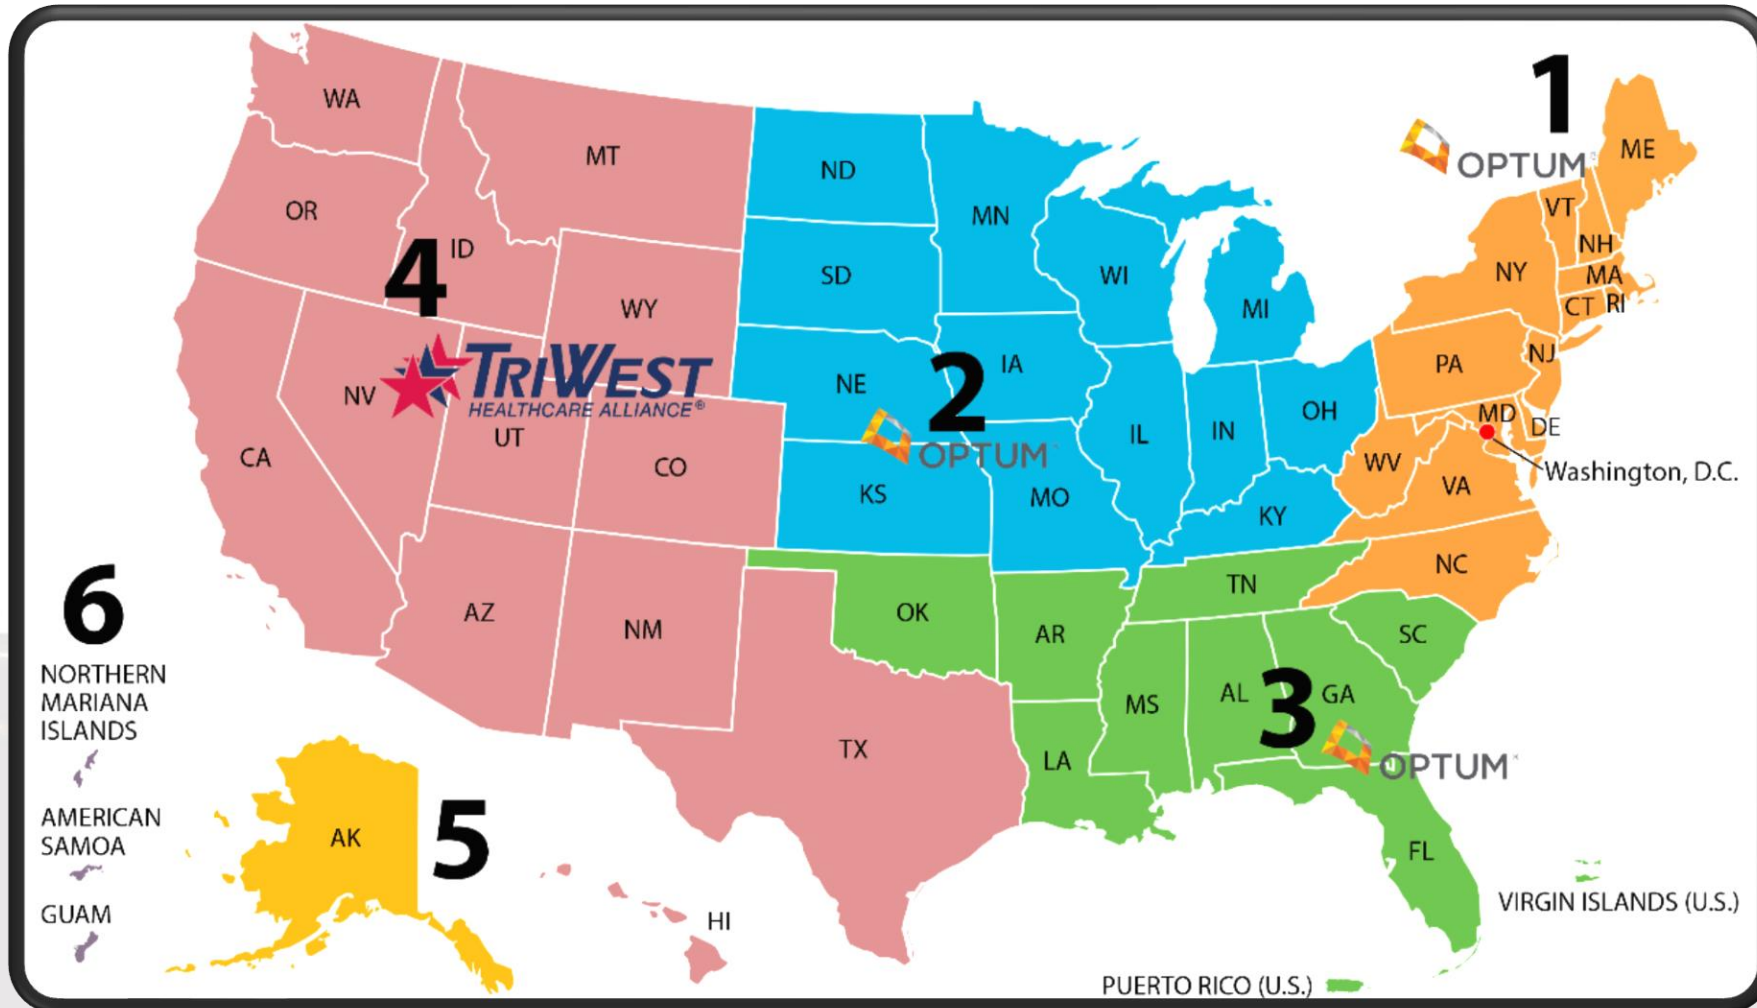 1
OPTUM®
ME
WA
MT
ND
MN
VT
NH
OR
ID
4
SD
WI
MI
NY
MA
CT RI
WY
TRIWEST
HEALTHCARE ALLIANCE®
NV
UT
NE
IA
2
OPTUM
PA
NJ
OH
MD
DE
IL
IN
WV
VA
Washington, D.C.
CA
CO
KS
MO
KY
6
NORTHERN
MARIANA
ISLANDS
AZ
NM
OK
AR
TN
NC
SC
MS
AL
3
GA
OPTUM
TX
LA
AMERICAN
SAMOA
AK
5
FL
GUAM
HI
VIRGIN ISLANDS (U.S.)
PUERTO RICO (U.S.)